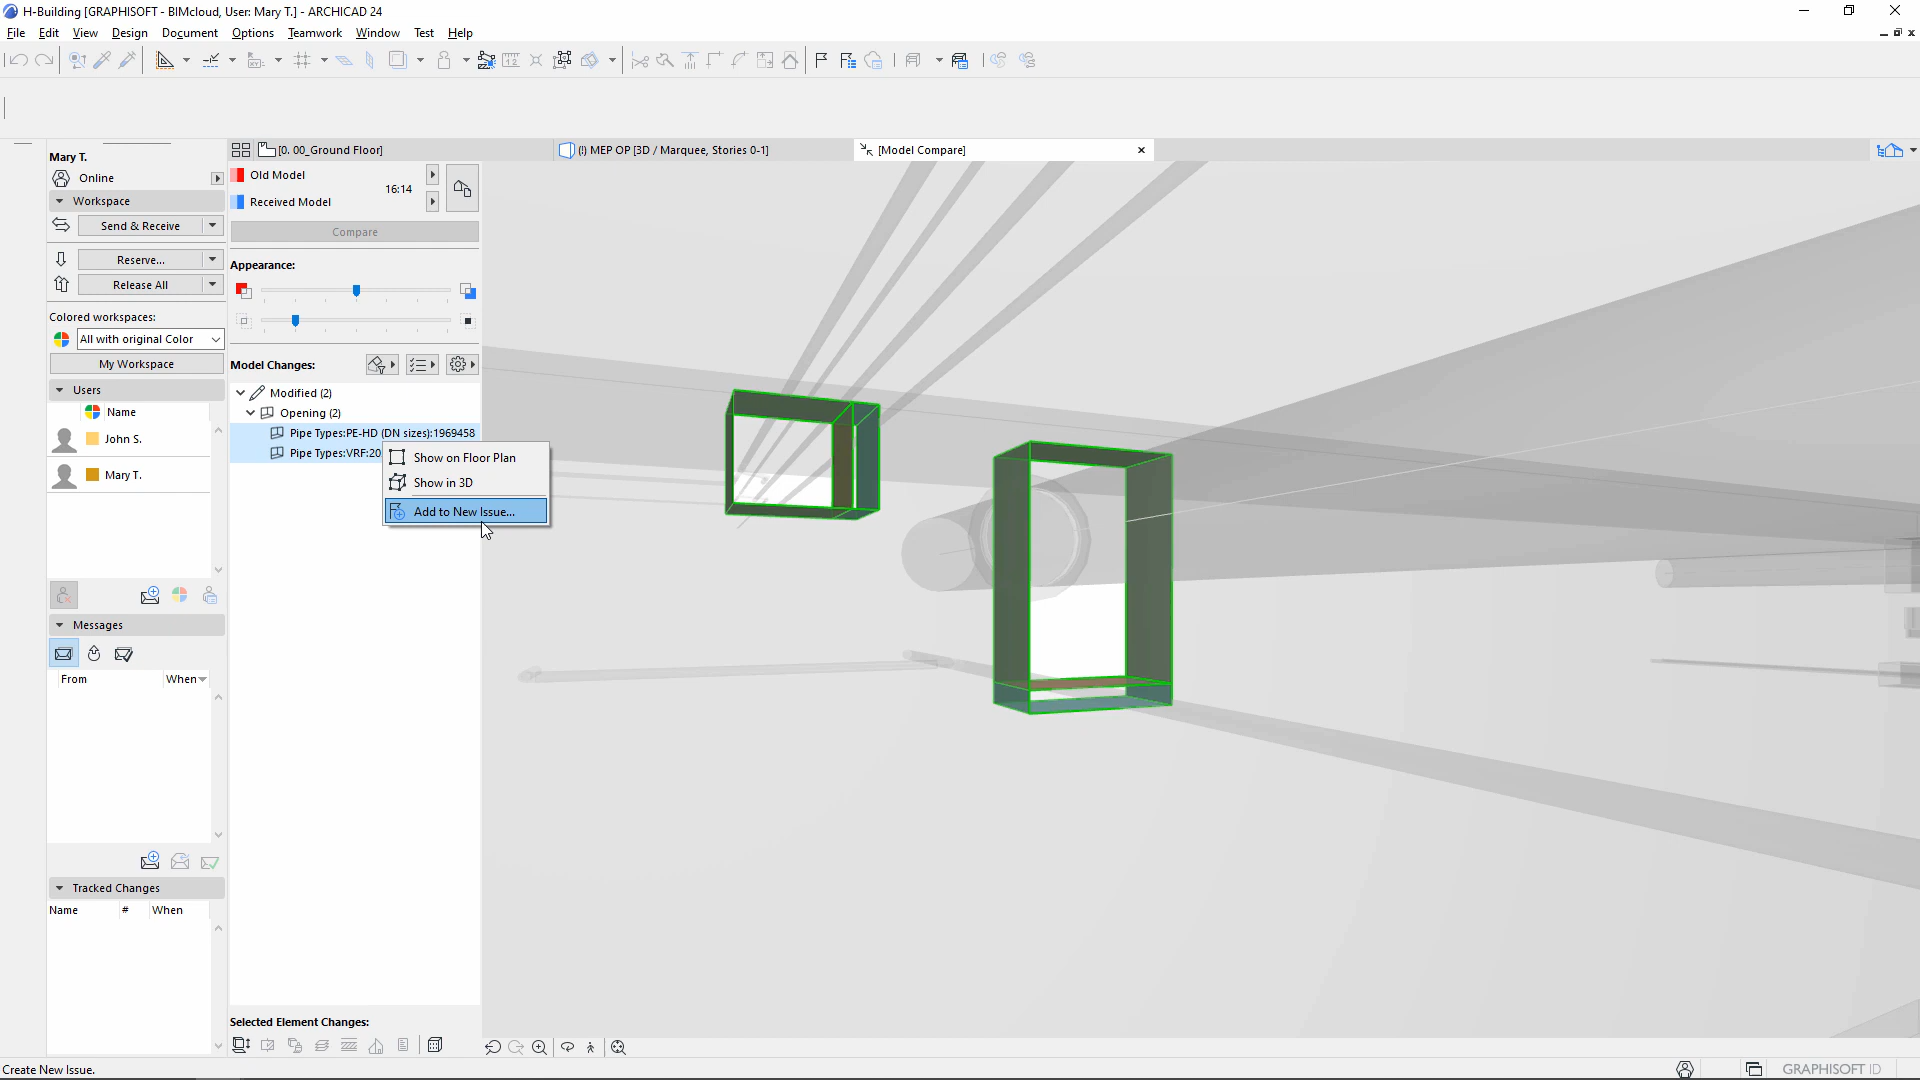 H-Building [GRAPHISOFT - BIMcloud, User: Mary T.] - ARCHICAD 24
File Edit View Design Document Options Teamwork Window Test Help
Mary T.
Online
Workspace
Send & Receive
Reserve...
Release All
Colored workspaces:
All with original Color
My Workspace
Users
Name
John S.
Mary T.
Messages
From When
Tracked Changes
Name # When
[0. 00_Ground Floor]
(!) MEP OP [3D / Marquee, Stories 0-1]
[Model Compare]
Old Model
16:14
Received Model
Compare
Appearance:
Model Changes:
Modified (2)
Opening (2)
Pipe Types:PE-HD (DN sizes):1969458
Pipe Types:VRF:20
Show on Floor Plan
Show in 3D
Add to New Issue...
Selected Element Changes:
Create New Issue.
GRAPHISOFT ID